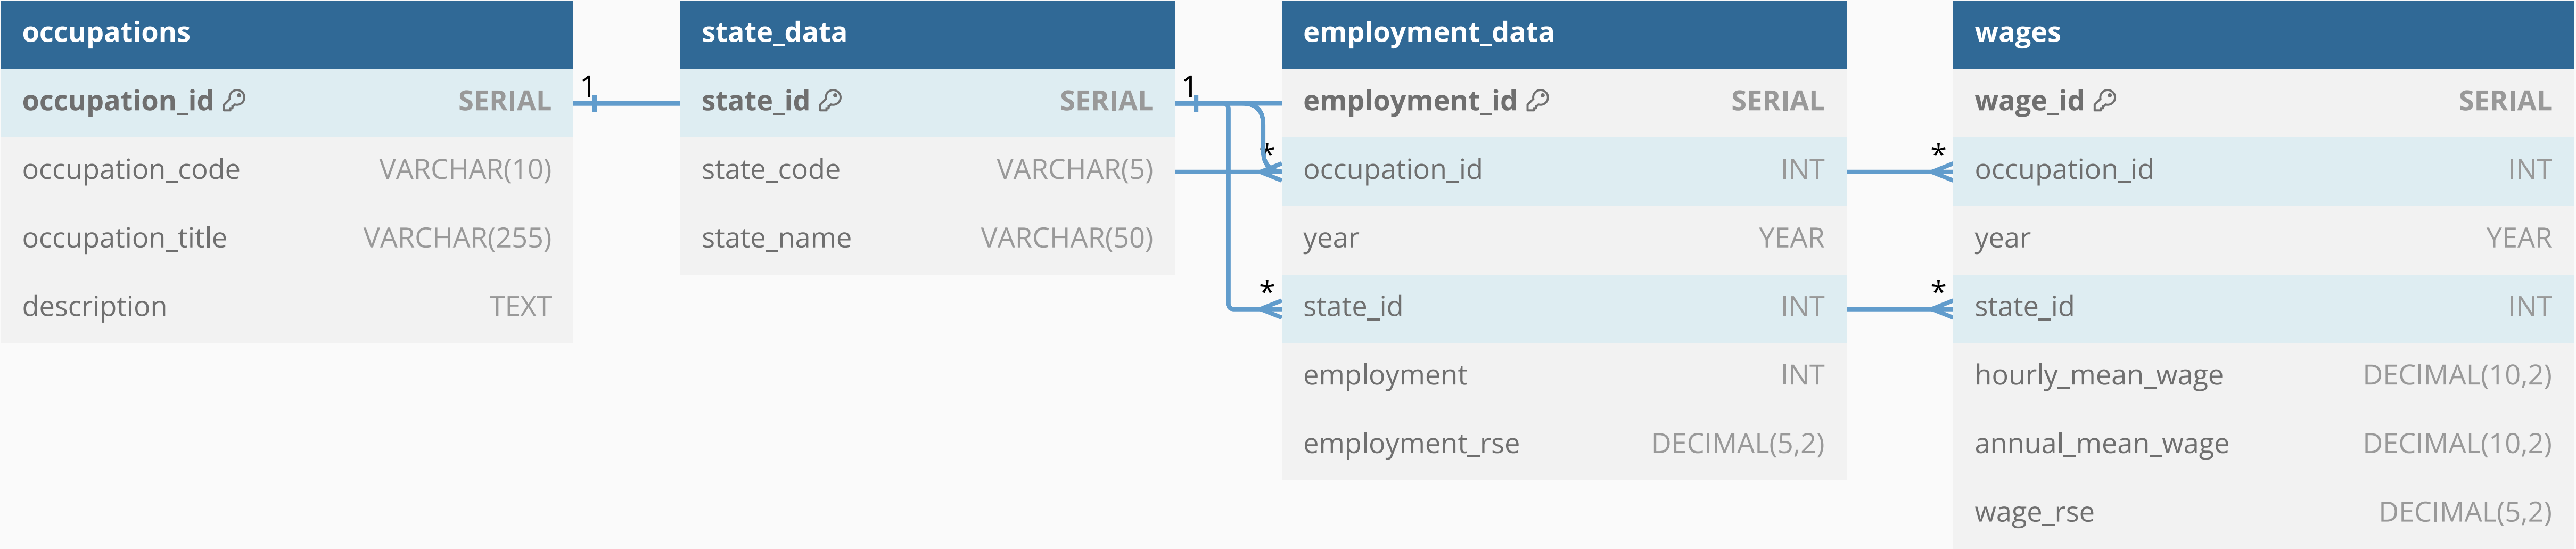 occupations
occupation_id SERIAL
occupation_code VARCHAR(10)
occupation_title VARCHAR(255)
description TEXT
1
state_data
state_id SERIAL
state_code VARCHAR(5)
state_name VARCHAR(50)
1
*
*
employment_data
employment_id SERIAL
occupation_id INT
year YEAR
state_id INT
employment INT
employment_rse DECIMAL(5,2)
*
*
wages
wage_id SERIAL
occupation_id INT
year YEAR
state_id INT
hourly_mean_wage DECIMAL(10,2)
annual_mean_wage DECIMAL(10,2)
wage_rse DECIMAL(5,2)